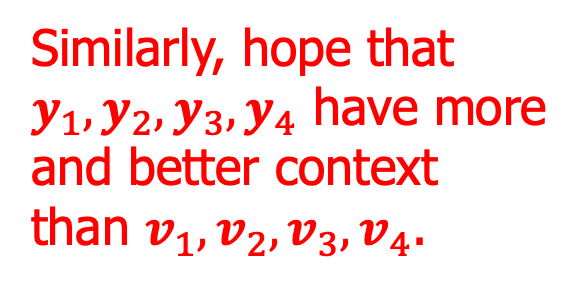 Similarly, hope that
y₁, y₂, y₃, y₄ have more
and better context
than v₁, v₂, v₃, v₄.